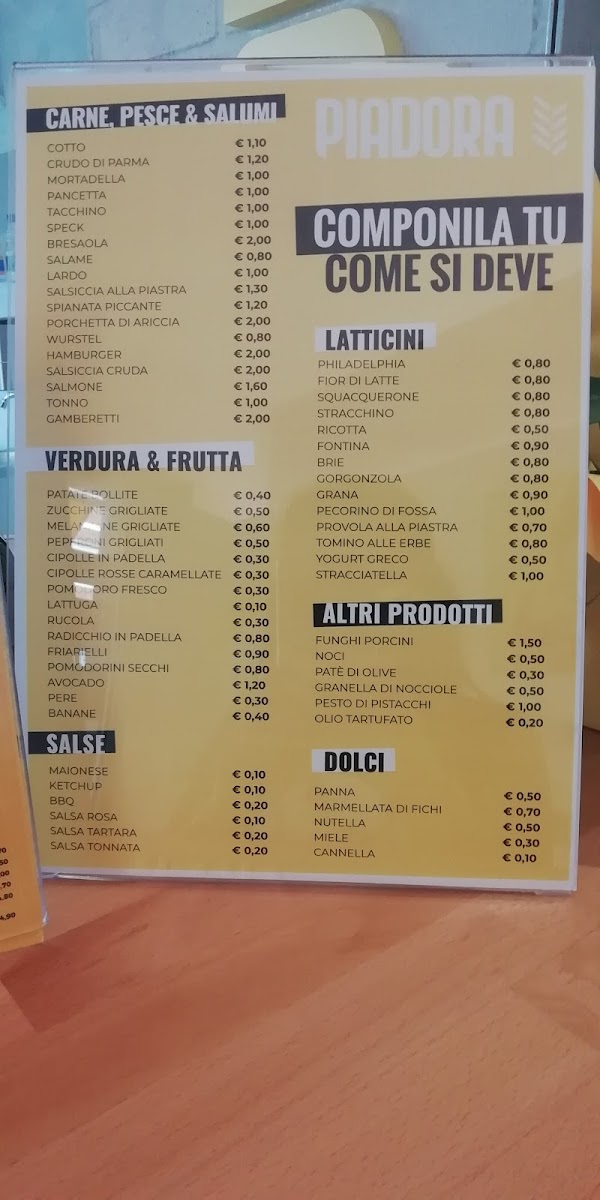 CARNE, PESCE & SALUMI
COTTO € 1,10
CRUDO DI PARMA € 1,20
MORTADELLA € 1,00
PANCETTA € 1,00
TACCHINO € 1,00
SPECK € 1,00
BRESAOLA € 2,00
SALAME € 0,80
LARDO € 1,00
SALSICCIA ALLA PIASTRA € 1,30
SPIANATA PICCANTE € 1,20
PORCHETTA DI ARICCIA € 2,00
WURSTEL € 0,80
HAMBURGER € 2,00
SALSICCIA CRUDA € 2,00
SALMONE € 1,60
TONNO € 1,00
GAMBERETTI € 2,00
VERDURA & FRUTTA
PATATE BOLLITE € 0,40
ZUCCHINE GRIGLIATE € 0,50
MELANZANE GRIGLIATE € 0,60
PEPERONI GRIGLIATI € 0,50
CIPOLLE IN PADELLA € 0,30
CIPOLLE ROSSE CARAMELLATE € 0,30
POMODORO FRESCO € 0,30
LATTUGA € 0,10
RUCOLA € 0,30
RADICCHIO IN PADELLA € 0,80
FRIARIELLI € 0,90
POMODORINI SECCHI € 0,80
AVOCADO € 1,20
PERE € 0,30
BANANE € 0,40
SALSE
MAIONESE € 0,10
KETCHUP € 0,10
BBQ € 0,20
SALSA ROSA € 0,10
SALSA TARTARA € 0,20
SALSA TONNATA € 0,20
PIADORA
COMPONILA TU
COME SI DEVE
LATTICINI
PHILADELPHIA € 0,80
FIOR DI LATTE € 0,80
SQUACQUERONE € 0,80
STRACCHINO € 0,80
RICOTTA € 0,50
FONTINA € 0,90
BRIE € 0,80
GORGONZOLA € 0,80
GRANA € 0,90
PECORINO DI FOSSA € 1,00
PROVOLA ALLA PIASTRA € 0,70
TOMINO ALLE ERBE € 0,80
YOGURT GRECO € 0,50
STRACCIATELLA € 1,00
ALTRI PRODOTTI
FUNGHI PORCINI € 1,50
NOCI € 0,50
PATÈ DI OLIVE € 0,30
GRANELLA DI NOCCIOLE € 0,50
PESTO DI PISTACCHI € 1,00
OLIO TARTUFATO € 0,20
DOLCI
PANNA € 0,50
MARMELLATA DI FICHI € 0,70
NUTELLA € 0,50
MIELE € 0,30
CANNELLA € 0,10